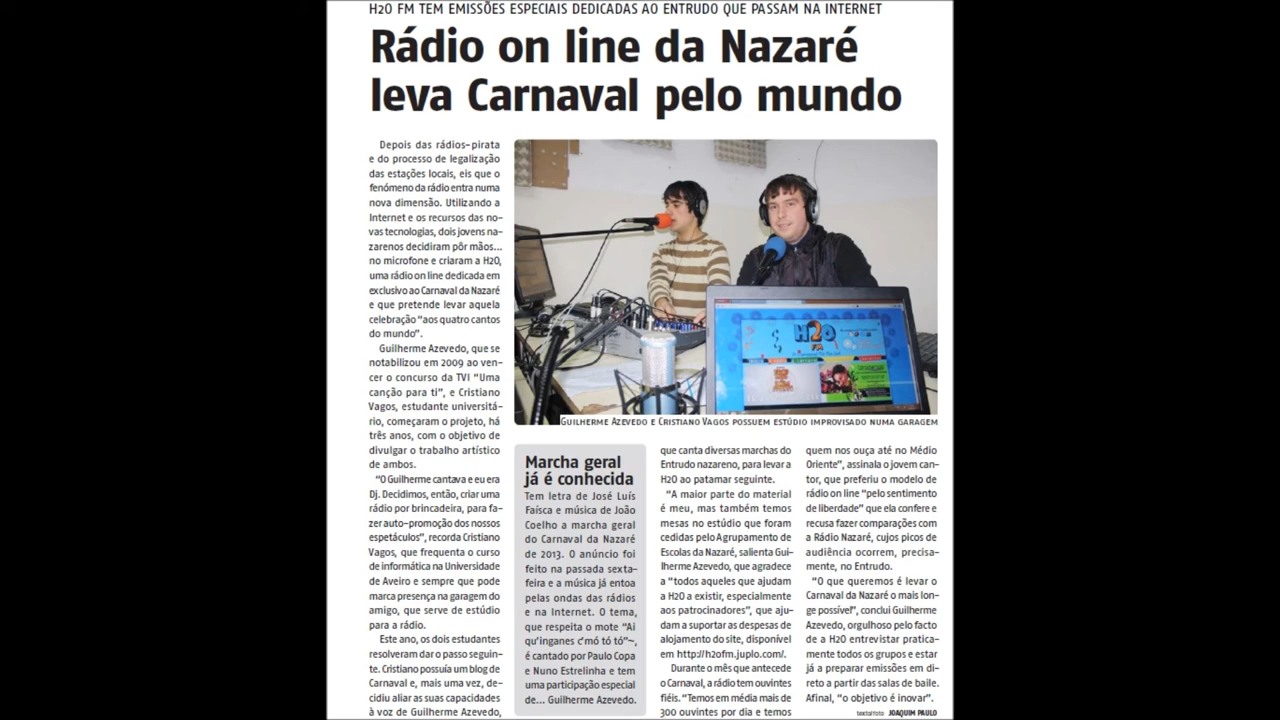 H2O FM TEM EMISSÕES ESPECIAIS DEDICADAS AO ENTRUDO QUE PASSAM NA INTERNET
Rádio on line da Nazaré
leva Carnaval pelo mundo
Depois das rádios-pirata
e do processo de legalização
das estações locais, eis que o
fenómeno da rádio entra numa
nova dimensão. Utilizando a
Internet e os recursos das no-
vas tecnologias, dois jovens na-
zarenos decidiram pôr mãos...
no microfone e criaram a H2O,
uma rádio on line dedicada em
exclusivo ao Carnaval da Nazaré
e que pretende levar aquela
celebração "aos quatro cantos
do mundo".
Guilherme Azevedo, que se
notabilizou em 2009 ao ven-
cer o concurso da TVI "Uma
canção para ti", e Cristiano
Vagos, estudante universitá-
rio, começaram o projeto, há
três anos, com o objetivo de
divulgar o trabalho artístico
de ambos.
"O Guilherme cantava e eu era
Dj. Decidimos, então, criar uma
rádio por brincadeira, para fa-
zer auto-promoção dos nossos
espetáculos", recorda Cristiano
Vagos, que frequenta o curso
de informática na Universidade
de Aveiro e sempre que pode
marca presença na garagem do
amigo, que serve de estúdio
para a rádio.
Este ano, os dois estudantes
resolveram dar o passo seguin-
te. Cristiano possuía um blog de
Carnaval e, mais uma vez, de-
cidiu aliar as suas capacidades
à voz de Guilherme Azevedo,
H2O
FM
GUILHERME AZEVEDO E CRISTIANO VAGOS POSSUEM ESTÚDIO IMPROVISADO NUMA GARAGEM
Marcha geral
já é conhecida
Tem letra de José Luís
Faísca e música de João
Coelho a marcha geral
do Carnaval da Nazaré
de 2013. O anúncio foi
feito na passada sexta-
feira e a música já entoa
pelas ondas das rádios
e na Internet. O tema,
que respeita o mote "Ai
qu'inganes c'mó tó tó"~,
é cantado por Paulo Copa
e Nuno Estrelinha e tem
uma participação especial
de... Guilherme Azevedo.
que canta diversas marchas do
Entrudo nazareno, para levar a
H2O ao patamar seguinte.
"A maior parte do material
é meu, mas também temos
mesas no estúdio que foram
cedidas pelo Agrupamento de
Escolas da Nazaré, salienta Gui-
lherme Azevedo, que agradece
a "todos aqueles que ajudam
a H2O a existir, especialmente
aos patrocinadores", que aju-
dam a suportar as despesas de
alojamento do site, disponível
em http://h2ofm.juplo.com/.
Durante o mês que antecede
o Carnaval, a rádio tem ouvintes
fiéis. "Temos em média mais de
300 ouvintes por dia e temos
quem nos ouça até no Médio
Oriente", assinala o jovem can-
tor, que preferiu o modelo de
rádio on line "pelo sentimento
de liberdade" que ela confere e
recusa fazer comparações com
a Rádio Nazaré, cujos picos de
audiência ocorrem, precisa-
mente, no Entrudo.
"O que queremos é levar o
Carnaval da Nazaré o mais lon-
ge possível", conclui Guilherme
Azevedo, orgulhoso pelo facto
de a H2O entrevistar pratica-
mente todos os grupos e estar
já a preparar emissões em di-
reto a partir das salas de baile.
Afinal, "o objetivo é inovar".
texto/foto JOAQUIM PAULO